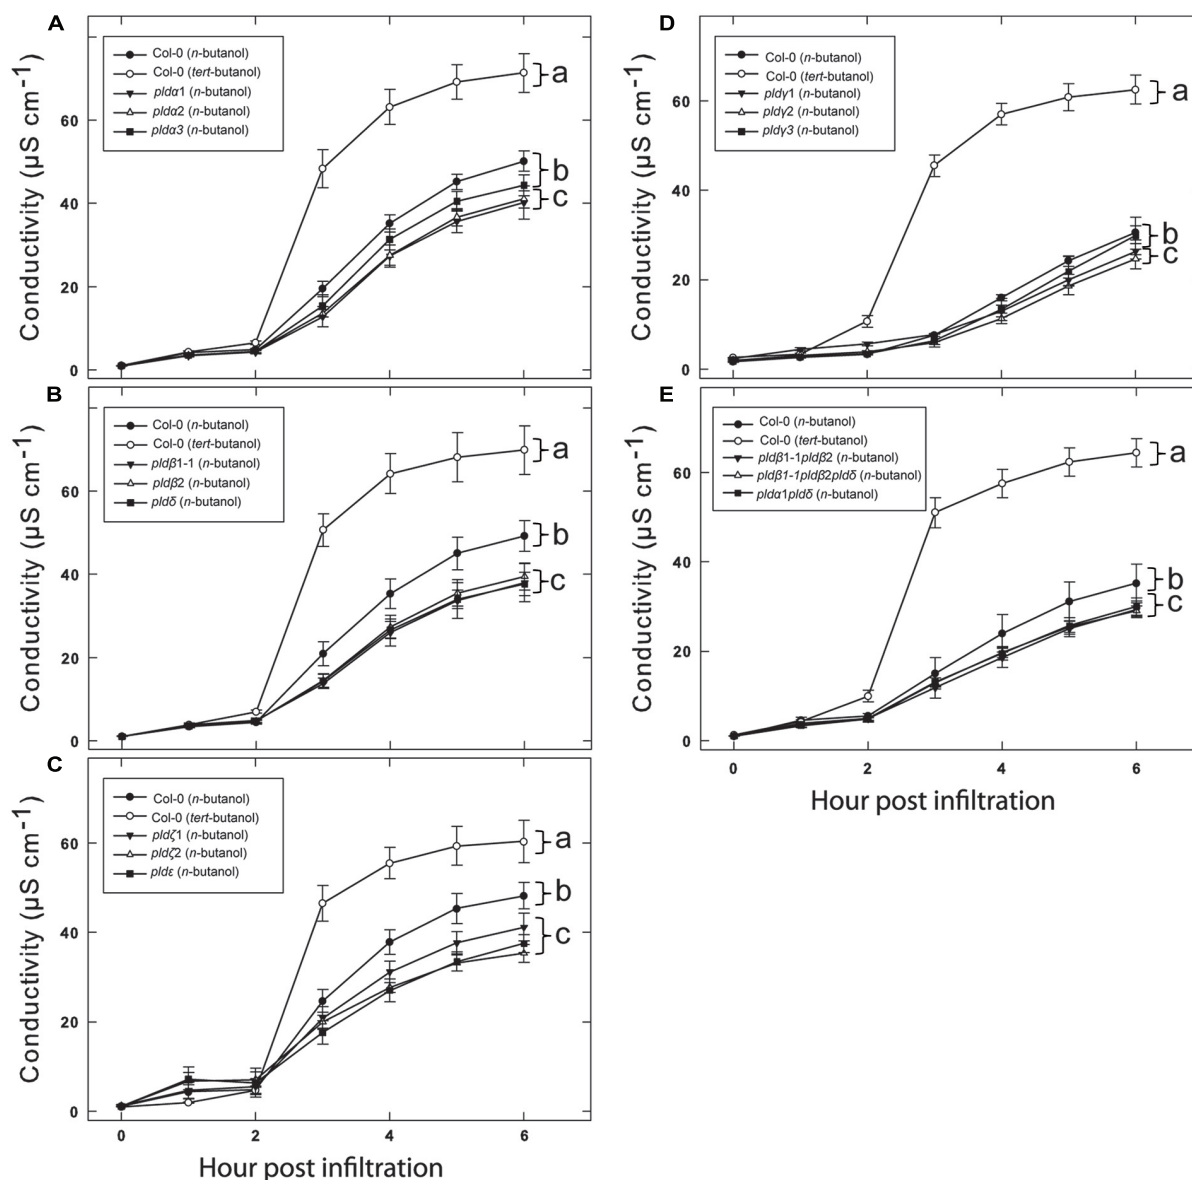 A
Conductivity (µS cm⁻¹)
Col-0 (n-butanol)
Col-0 (tert-butanol)
pldα1 (n-butanol)
pldα2 (n-butanol)
pldα3 (n-butanol)
60
40
20
0
a
b
c
B
Conductivity (µS cm⁻¹)
Col-0 (n-butanol)
Col-0 (tert-butanol)
pldβ1-1 (n-butanol)
pldβ2 (n-butanol)
pldδ (n-butanol)
60
40
20
0
a
b
c
C
Conductivity (µS cm⁻¹)
Col-0 (n-butanol)
Col-0 (tert-butanol)
pldζ1 (n-butanol)
pldζ2 (n-butanol)
pldε (n-butanol)
60
40
20
0
a
b
c
0 2 4 6
Hour post infiltration
D
Conductivity (µS cm⁻¹)
Col-0 (n-butanol)
Col-0 (tert-butanol)
pldγ1 (n-butanol)
pldγ2 (n-butanol)
pldγ3 (n-butanol)
60
40
20
0
a
b
c
E
Conductivity (µS cm⁻¹)
Col-0 (n-butanol)
Col-0 (tert-butanol)
pldβ1-1pldβ2 (n-butanol)
pldβ1-1pldβ2pldδ (n-butanol)
pldα1pldδ (n-butanol)
60
40
20
0
a
b
c
0 2 4 6
Hour post infiltration